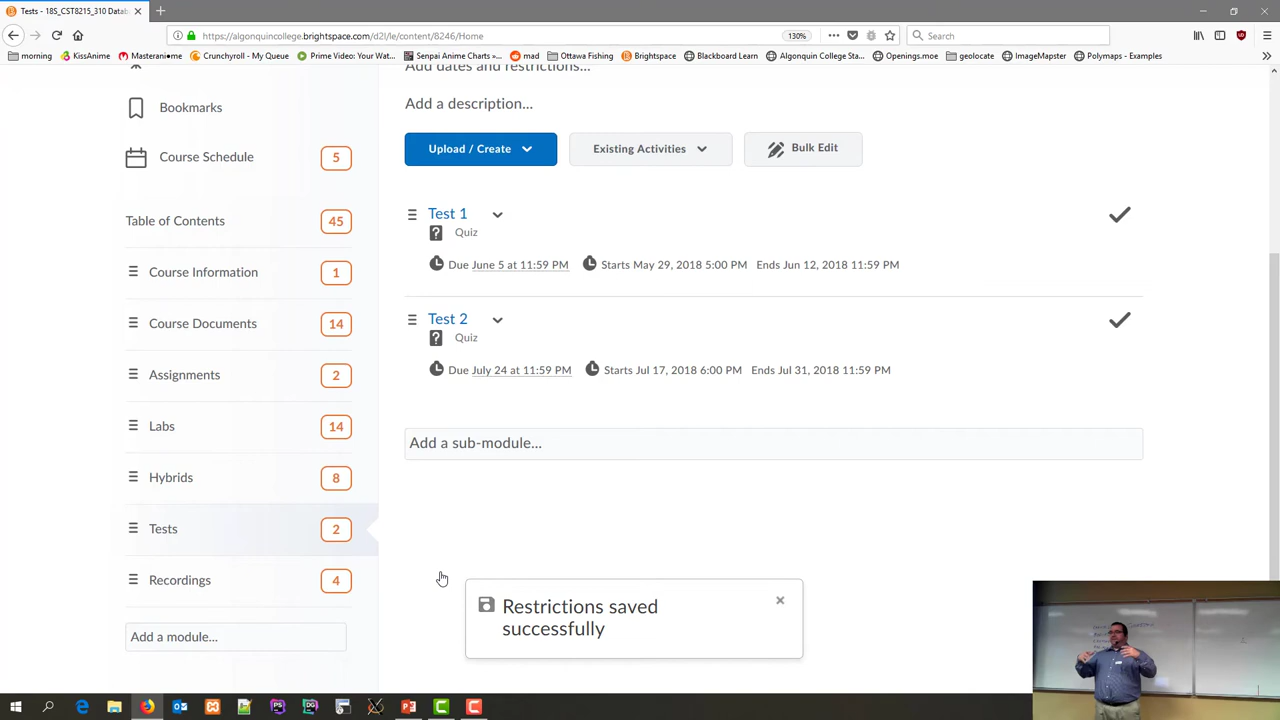 Tests - 18S_CST8215_310 Datab
https://algonquincollege.brightspace.com/d2l/le/content/8246/Home
130%
Search
morning
KissAnime
Masterani•me
Crunchyroll - My Queue
Prime Video: Your Wat...
Senpai Anime Charts •...
mad
Ottawa Fishing
Brightspace
Blackboard Learn
Algonquin College Sta...
Openings.moe
geolocate
ImageMapster
Polymaps - Examples
Add dates and restrictions...
Bookmarks
Add a description...
Course Schedule
5
Upload / Create
Existing Activities
Bulk Edit
Table of Contents
45
Course Information
1
Course Documents
14
Assignments
2
Labs
14
Hybrids
8
Tests
2
Recordings
4
Add a module...
Test 1
Quiz
Due June 5 at 11:59 PM
Starts May 29, 2018 5:00 PM
Ends Jun 12, 2018 11:59 PM
Test 2
Quiz
Due July 24 at 11:59 PM
Starts Jul 17, 2018 6:00 PM
Ends Jul 31, 2018 11:59 PM
Add a sub-module...
Restrictions saved
successfully